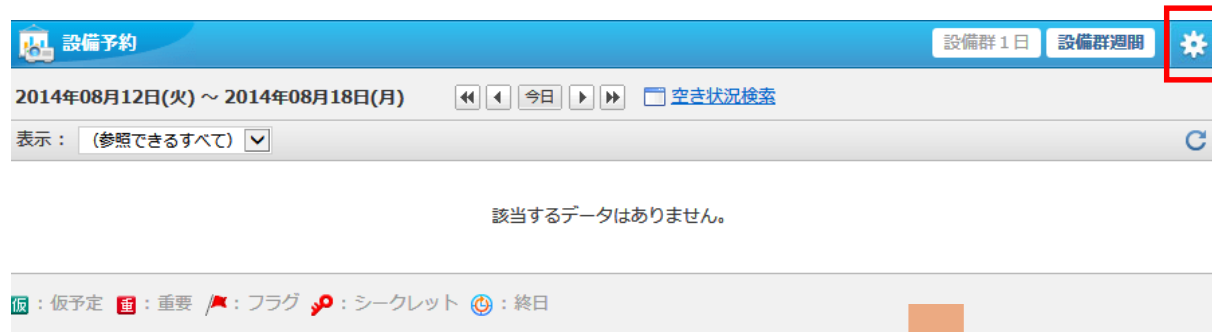 設備予約 設備群1日 設備群週間
2014年08月12日(火) ~ 2014年08月18日(月) 今日 空き状況検索
表示: (参照できるすべて)
該当するデータはありません。
仮:仮予定 重:重要 :フラグ :シークレット :終日